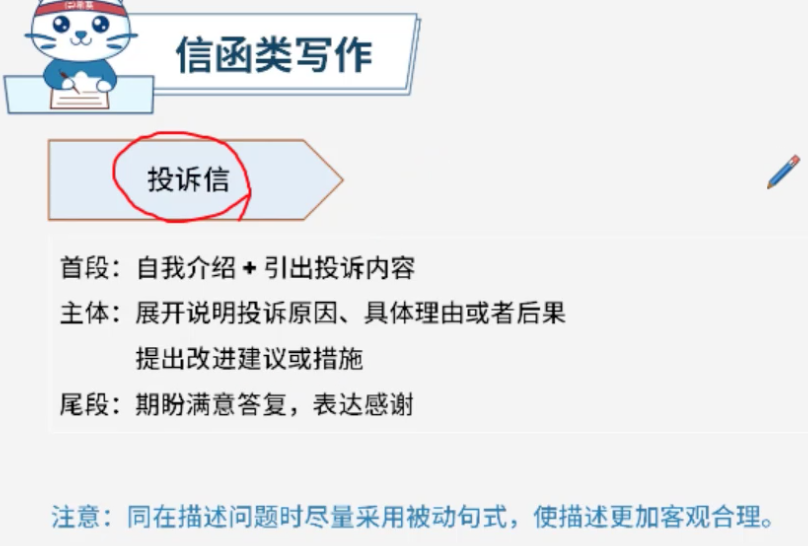 信函类写作
投诉信
首段：自我介绍 + 引出投诉内容
主体：展开说明投诉原因、具体理由或者后果
提出改进建议或措施
尾段：期盼满意答复，表达感谢
注意：同在描述问题时尽量采用被动句式，使描述更加客观合理。